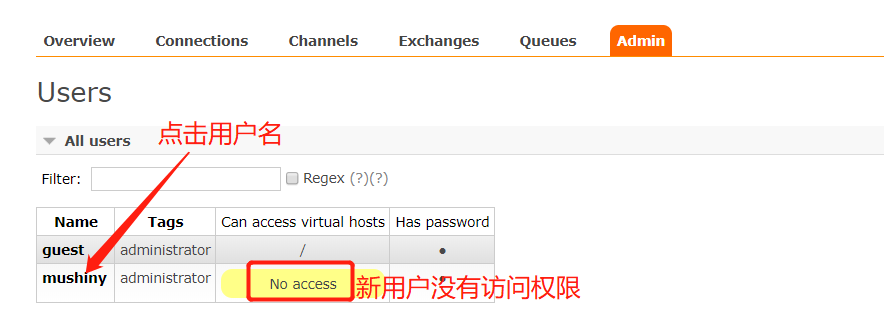 Overview Connections Channels Exchanges Queues Admin
Users
点击用户名
All users
Filter: Regex (?)(?)
Name Tags Can access virtual hosts Has password
guest administrator / ●
mushiny administrator No access ● 新用户没有访问权限